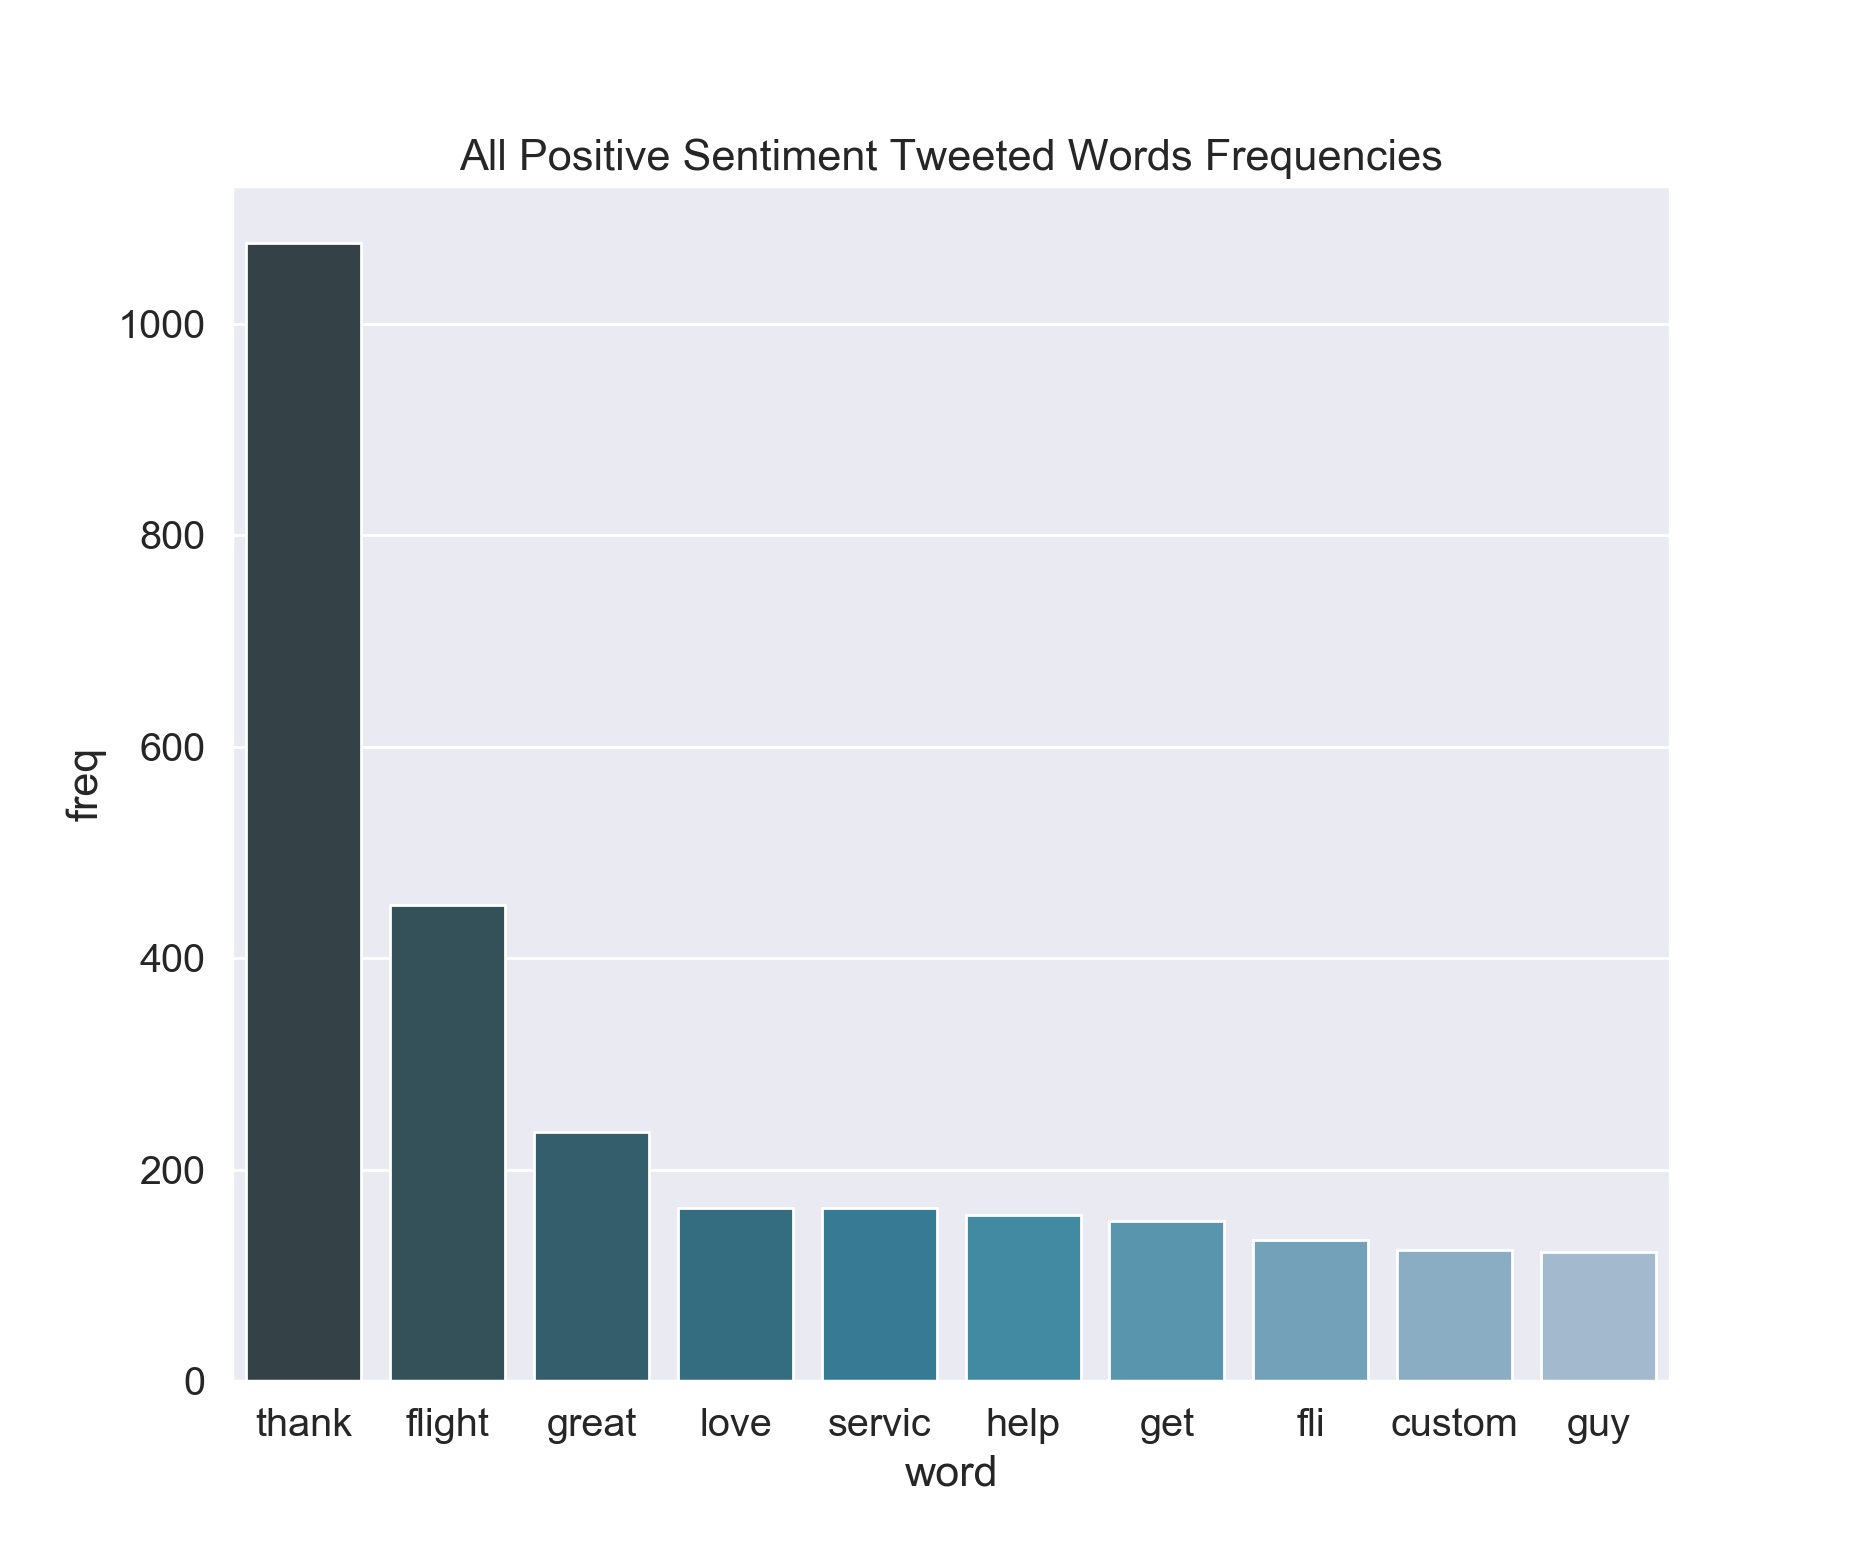 All Positive Sentiment Tweeted Words Frequencies
1000
800
600
400
200
0
freq
thank flight great love servic help get fli custom guy
word